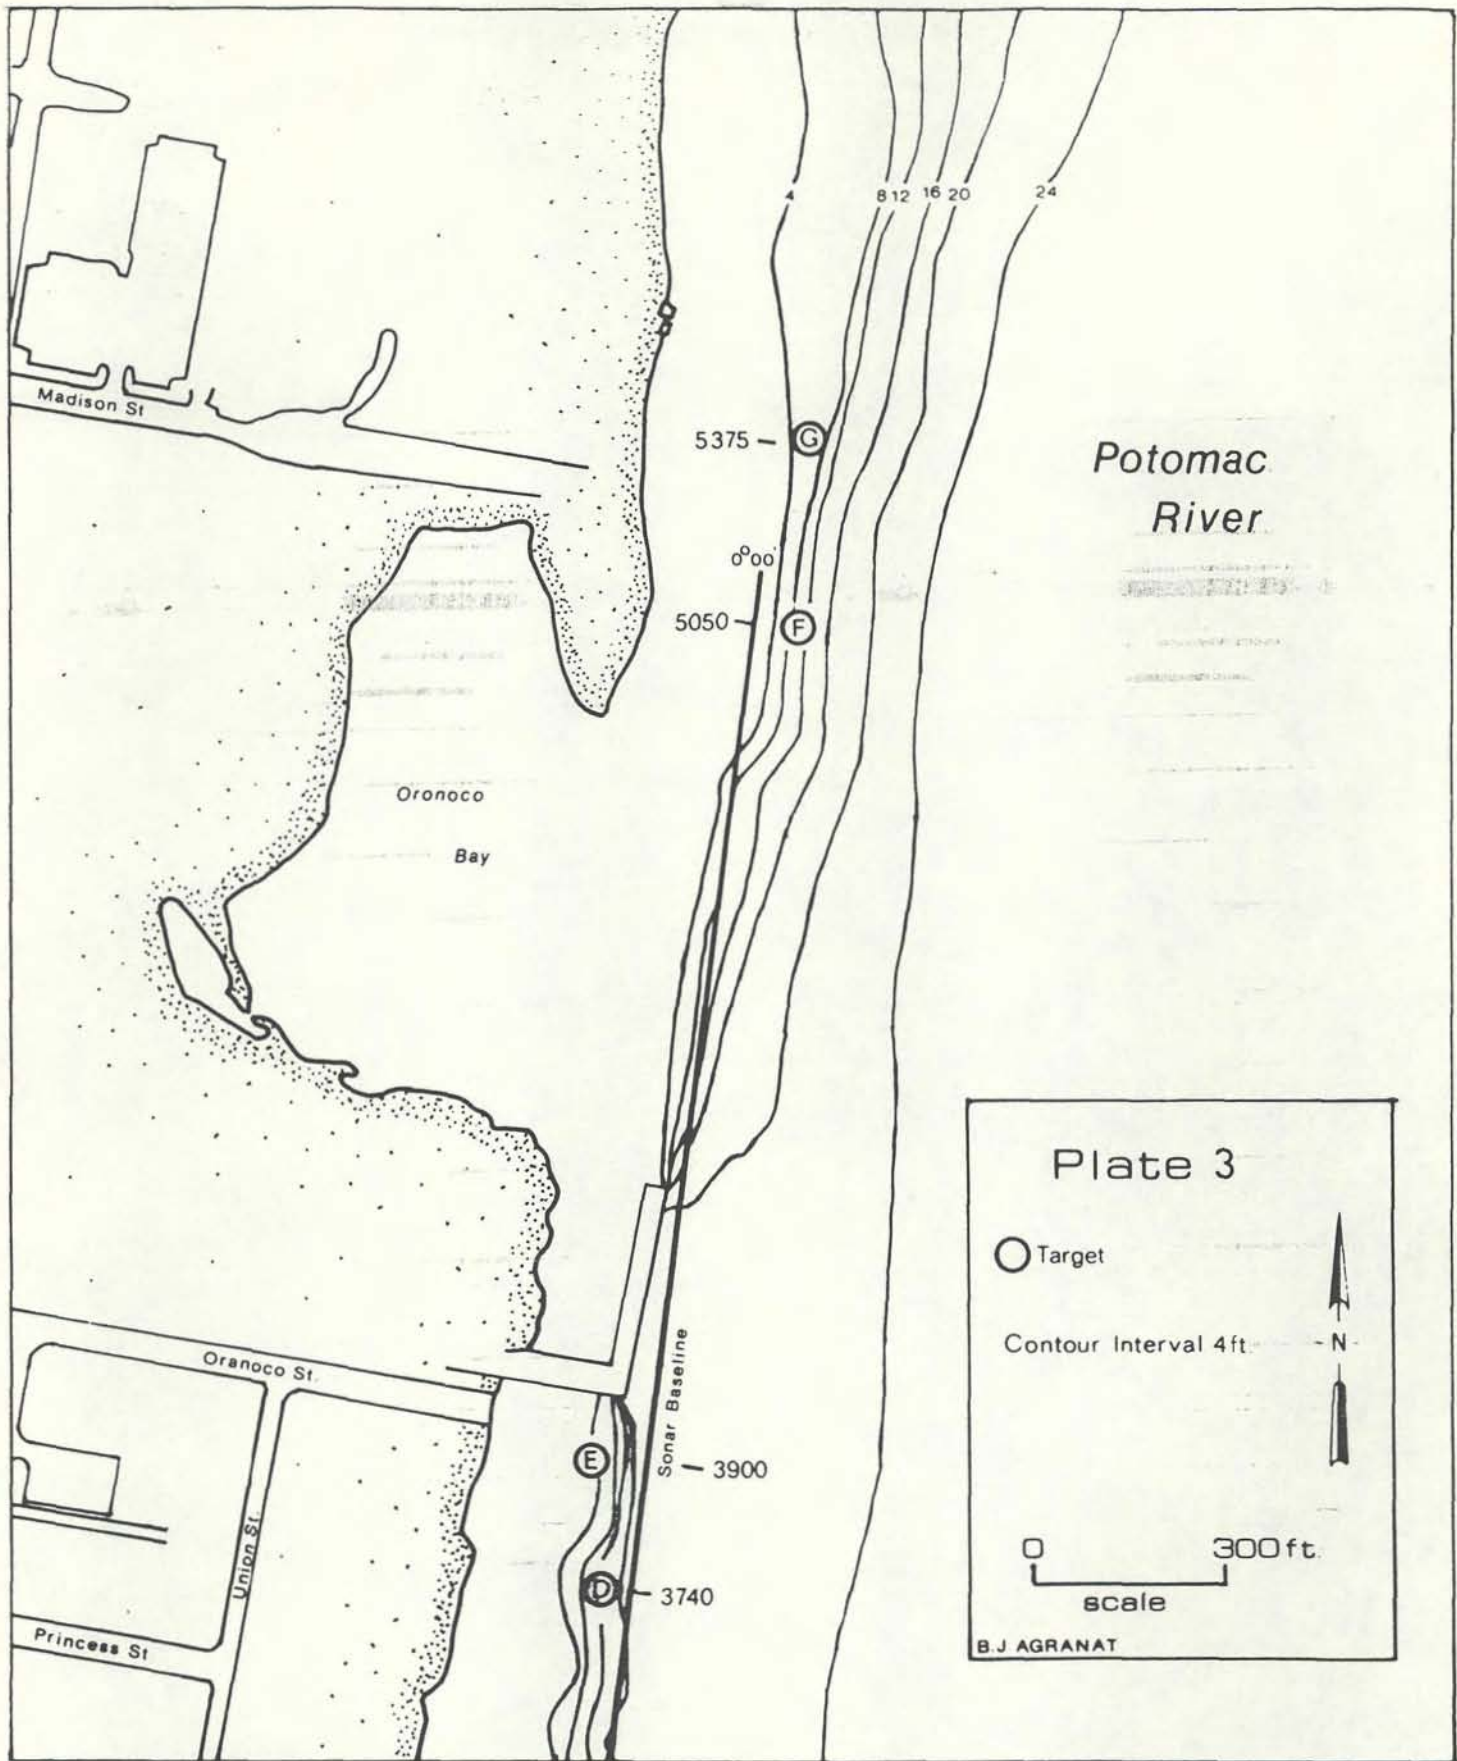 4
8
12
16
20
24
Madison St
5375
G
Potomac
River
0°00'
5050
F
Oronoco
Bay
Plate 3
Target
Contour Interval 4ft.
N
Oranoco St.
Sonar Baseline
E
3900
Union St.
0 300ft.
D
3740
scale
Princess St
B.J AGRANAT